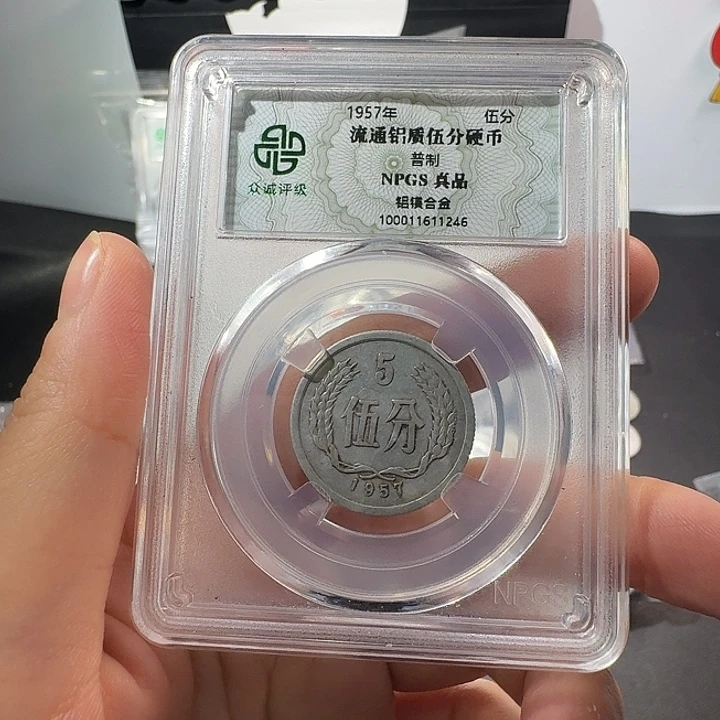 1957年 伍分
流通铝质伍分硬币
普制
NPGS 真品
铝镁合金
100011611246
众诚评级
5
伍分
1957
NPGS